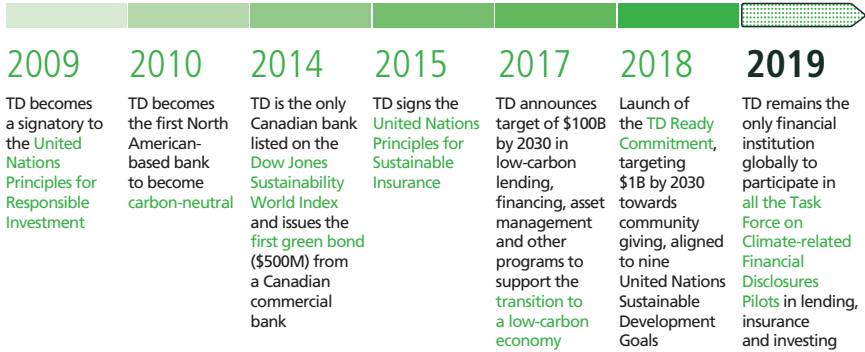 2009
TD becomes
a signatory to
the United
Nations
Principles for
Responsible
Investment
2010
TD becomes
the first North
American-
based bank
to become
carbon-neutral
2014
TD is the only
Canadian bank
listed on the
Dow Jones
Sustainability
World Index
and issues the
first green bond
($500M) from
a Canadian
commercial
bank
2015
TD signs the
United Nations
Principles for
Sustainable
Insurance
2017
TD announces
target of $100B
by 2030 in
low-carbon
lending,
financing, asset
management
and other
programs to
support the
transition to
a low-carbon
economy
2018
Launch of
the TD Ready
Commitment,
targeting
$1B by 2030
towards
community
giving, aligned
to nine
United Nations
Sustainable
Development
Goals
2019
TD remains the
only financial
institution
globally to
participate in
all the Task
Force on
Climate-related
Financial
Disclosures
Pilots in lending,
insurance
and investing